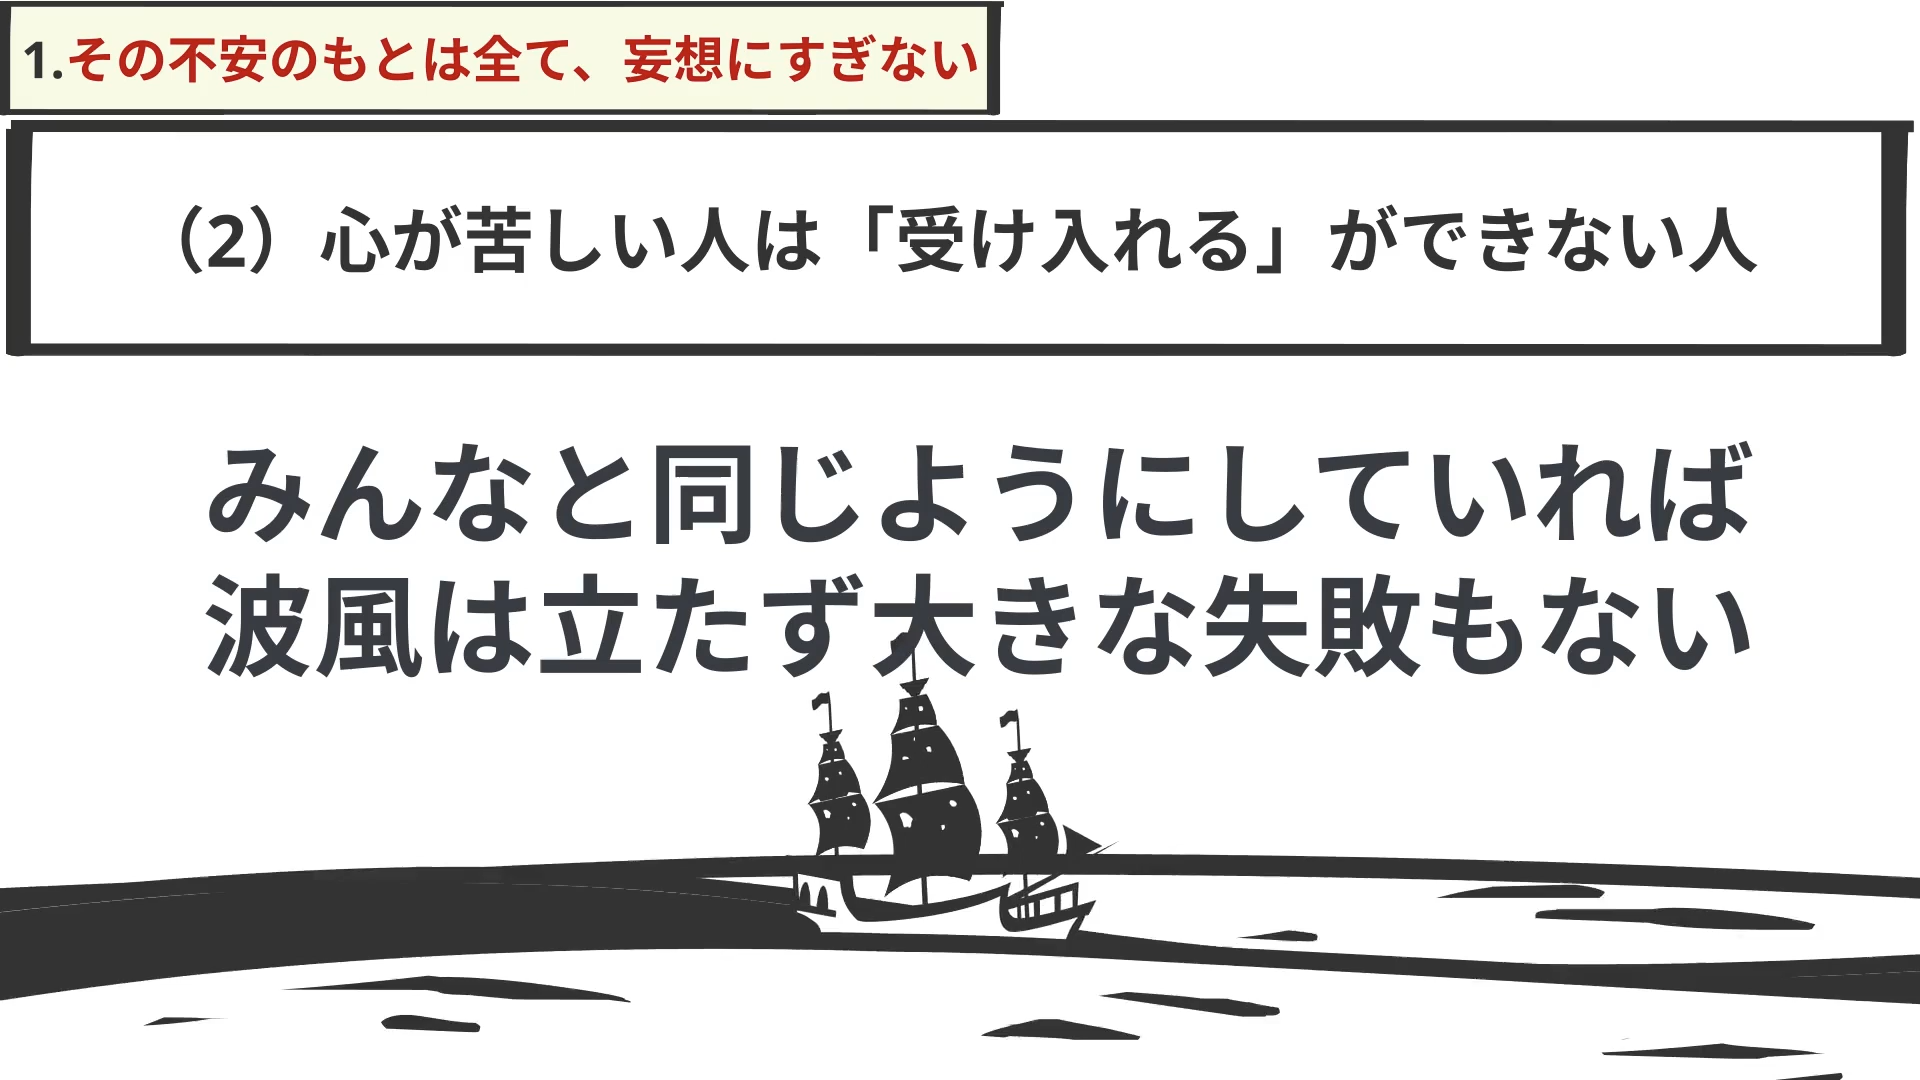 1.その不安のもとは全て、妄想にすぎない
（2）心が苦しい人は「受け入れる」ができない人
みんなと同じようにしていれば
波風は立たず大きな失敗もない